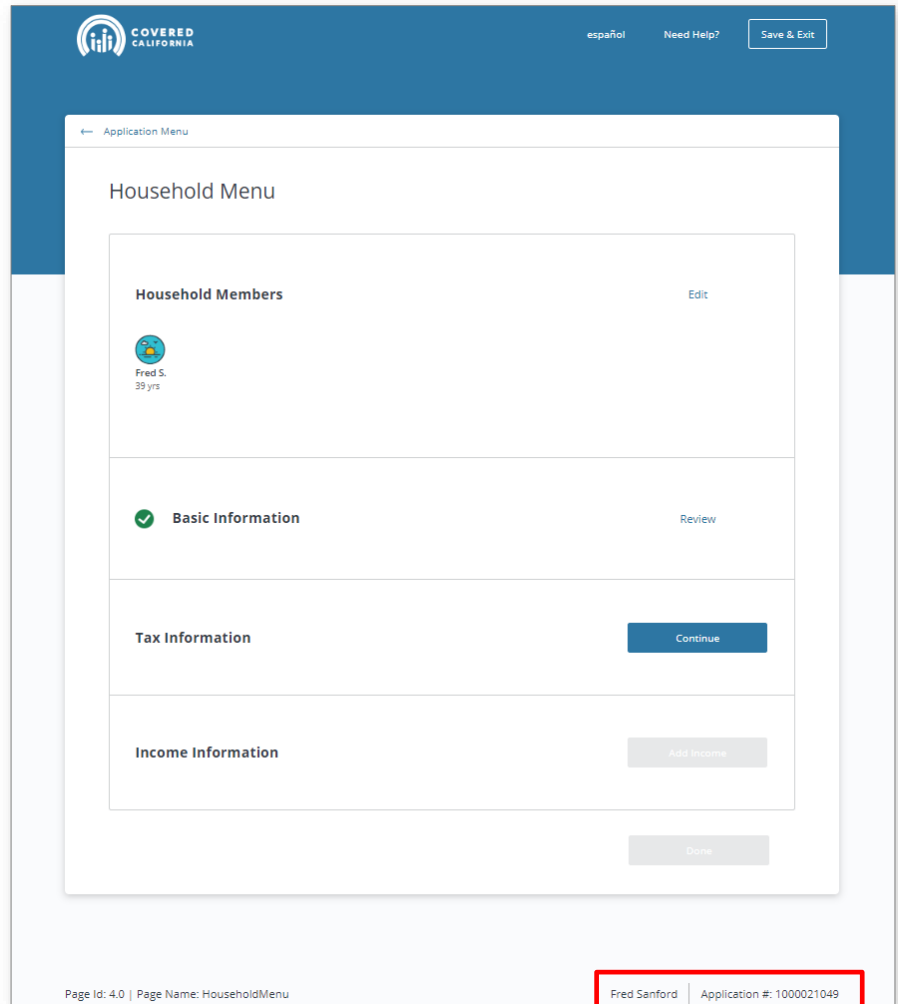 COVERED
CALIFORNIA
español Need Help? Save & Exit
← Application Menu
Household Menu
Household Members Edit
Fred S.
39 yrs
Basic Information Review
Tax Information Continue
Income Information Add Income
Done
Page Id: 4.0 | Page Name: HouseholdMenu Fred Sanford | Application #: 1000021049